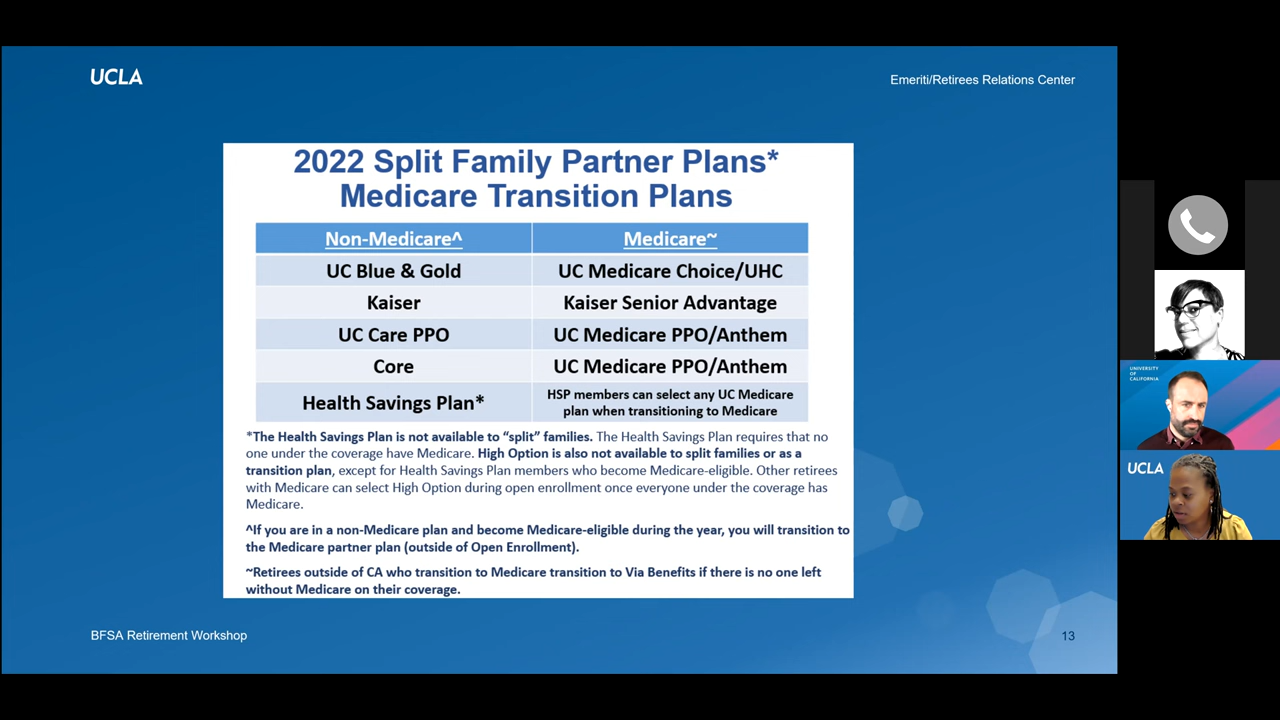 UCLA
Emeriti/Retirees Relations Center
2022 Split Family Partner Plans*
Medicare Transition Plans
Non-Medicare^ Medicare~
UC Blue & Gold UC Medicare Choice/UHC
Kaiser Kaiser Senior Advantage
UC Care PPO UC Medicare PPO/Anthem
Core UC Medicare PPO/Anthem
Health Savings Plan* HSP members can select any UC Medicare
plan when transitioning to Medicare
*The Health Savings Plan is not available to “split” families. The Health Savings Plan requires that no
one under the coverage have Medicare. High Option is also not available to split families or as a
transition plan, except for Health Savings Plan members who become Medicare-eligible. Other retirees
with Medicare can select High Option during open enrollment once everyone under the coverage has
Medicare.
^If you are in a non-Medicare plan and become Medicare-eligible during the year, you will transition to
the Medicare partner plan (outside of Open Enrollment).
~Retirees outside of CA who transition to Medicare transition to Via Benefits if there is no one left
without Medicare on their coverage.
BFSA Retirement Workshop
13
UNIVERSITY
OF
CALIFORNIA
UCLA